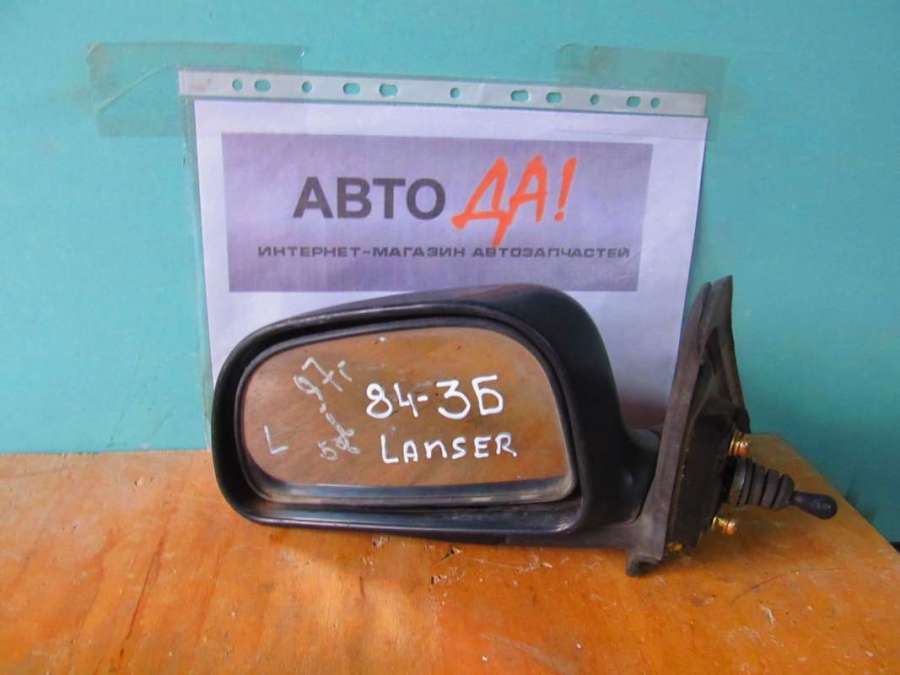 АВТО ДА!
ИНТЕРНЕТ-МАГАЗИН АВТОЗАПЧАСТЕЙ
97г
84-3Б
L
LANSER